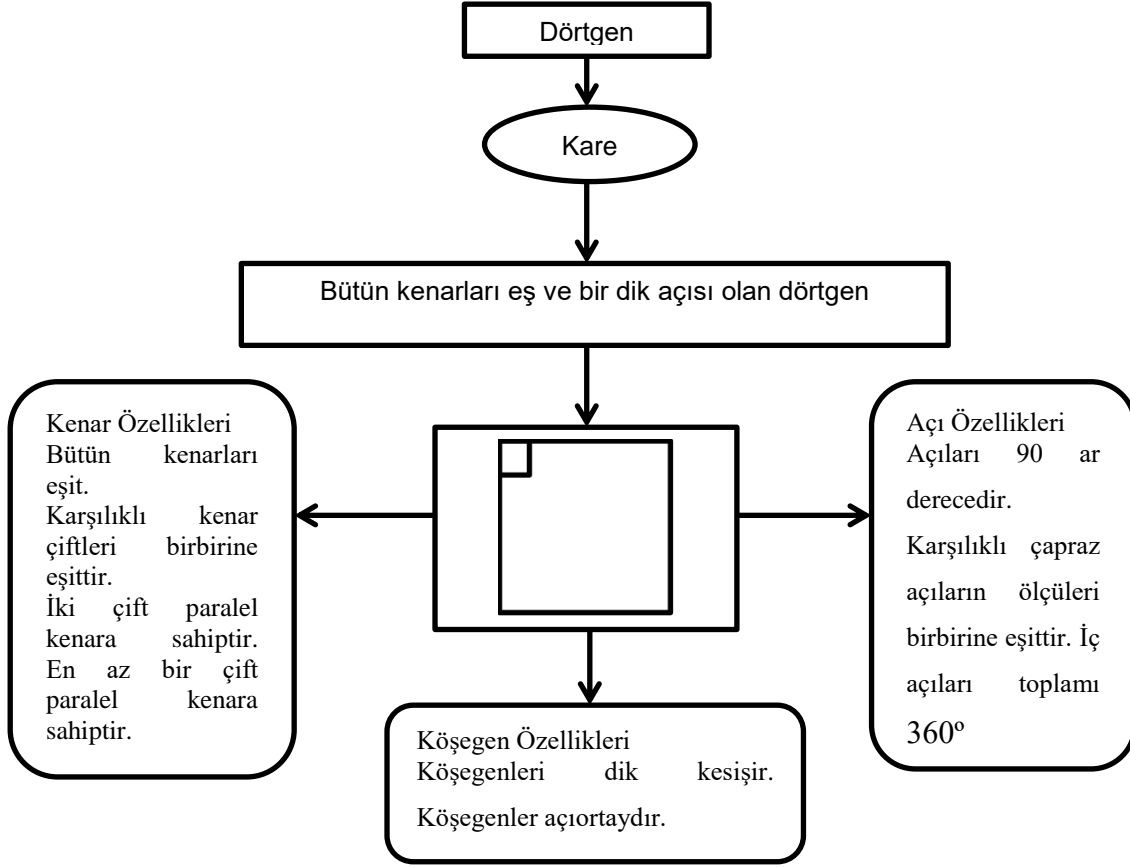 Dörtgen
Kare
Bütün kenarları eş ve bir dik açısı olan dörtgen
Kenar Özellikleri
Bütün kenarları
eşit.
Karşılıklı kenar
çiftleri birbirine
eşittir.
İki çift paralel
kenara sahiptir.
En az bir çift
paralel kenara
sahiptir.
Açı Özellikleri
Açıları 90 ar
derecedir.
Karşılıklı çapraz
açıların ölçüleri
birbirine eşittir. İç
açıları toplamı
360º
Köşegen Özellikleri
Köşegenleri dik kesişir.
Köşegenler açıortaydır.